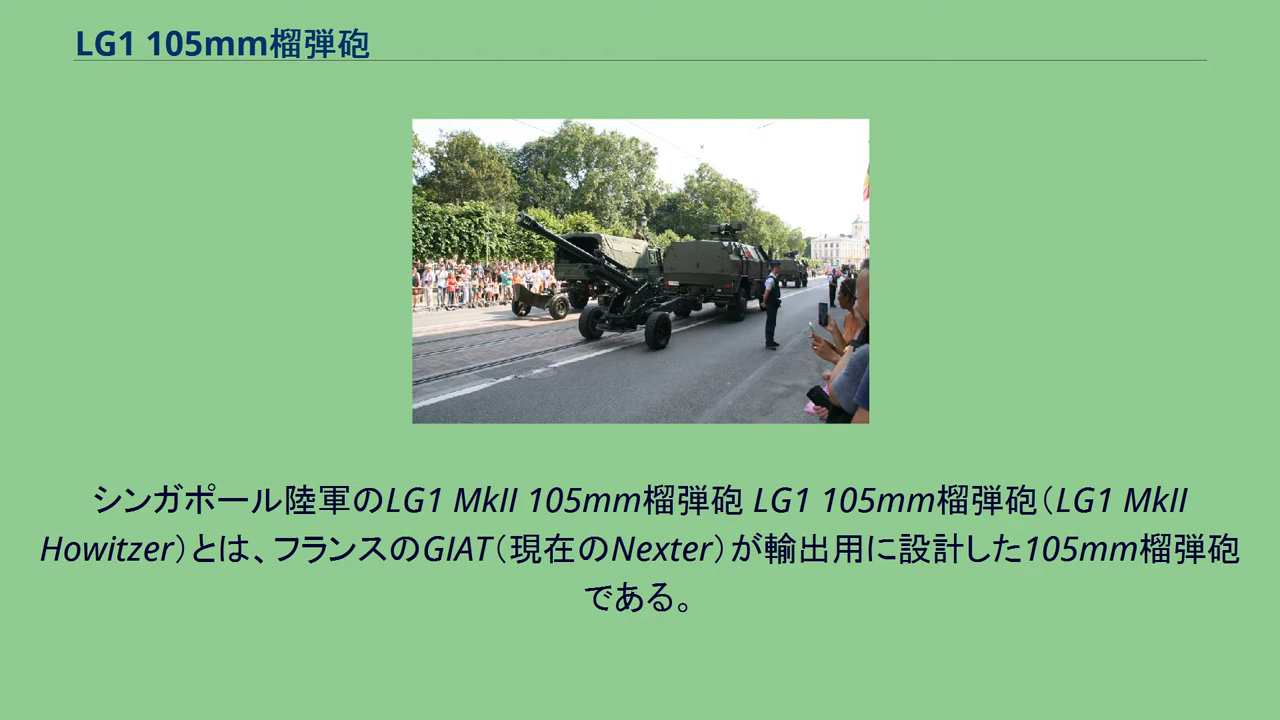 LG1 105mm榴弾砲
シンガポール陸軍のLG1 MkII 105mm榴弾砲 LG1 105mm榴弾砲（LG1 MkII
Howitzer）とは、フランスのGIAT（現在のNexter）が輸出用に設計した105mm榴弾砲
である。